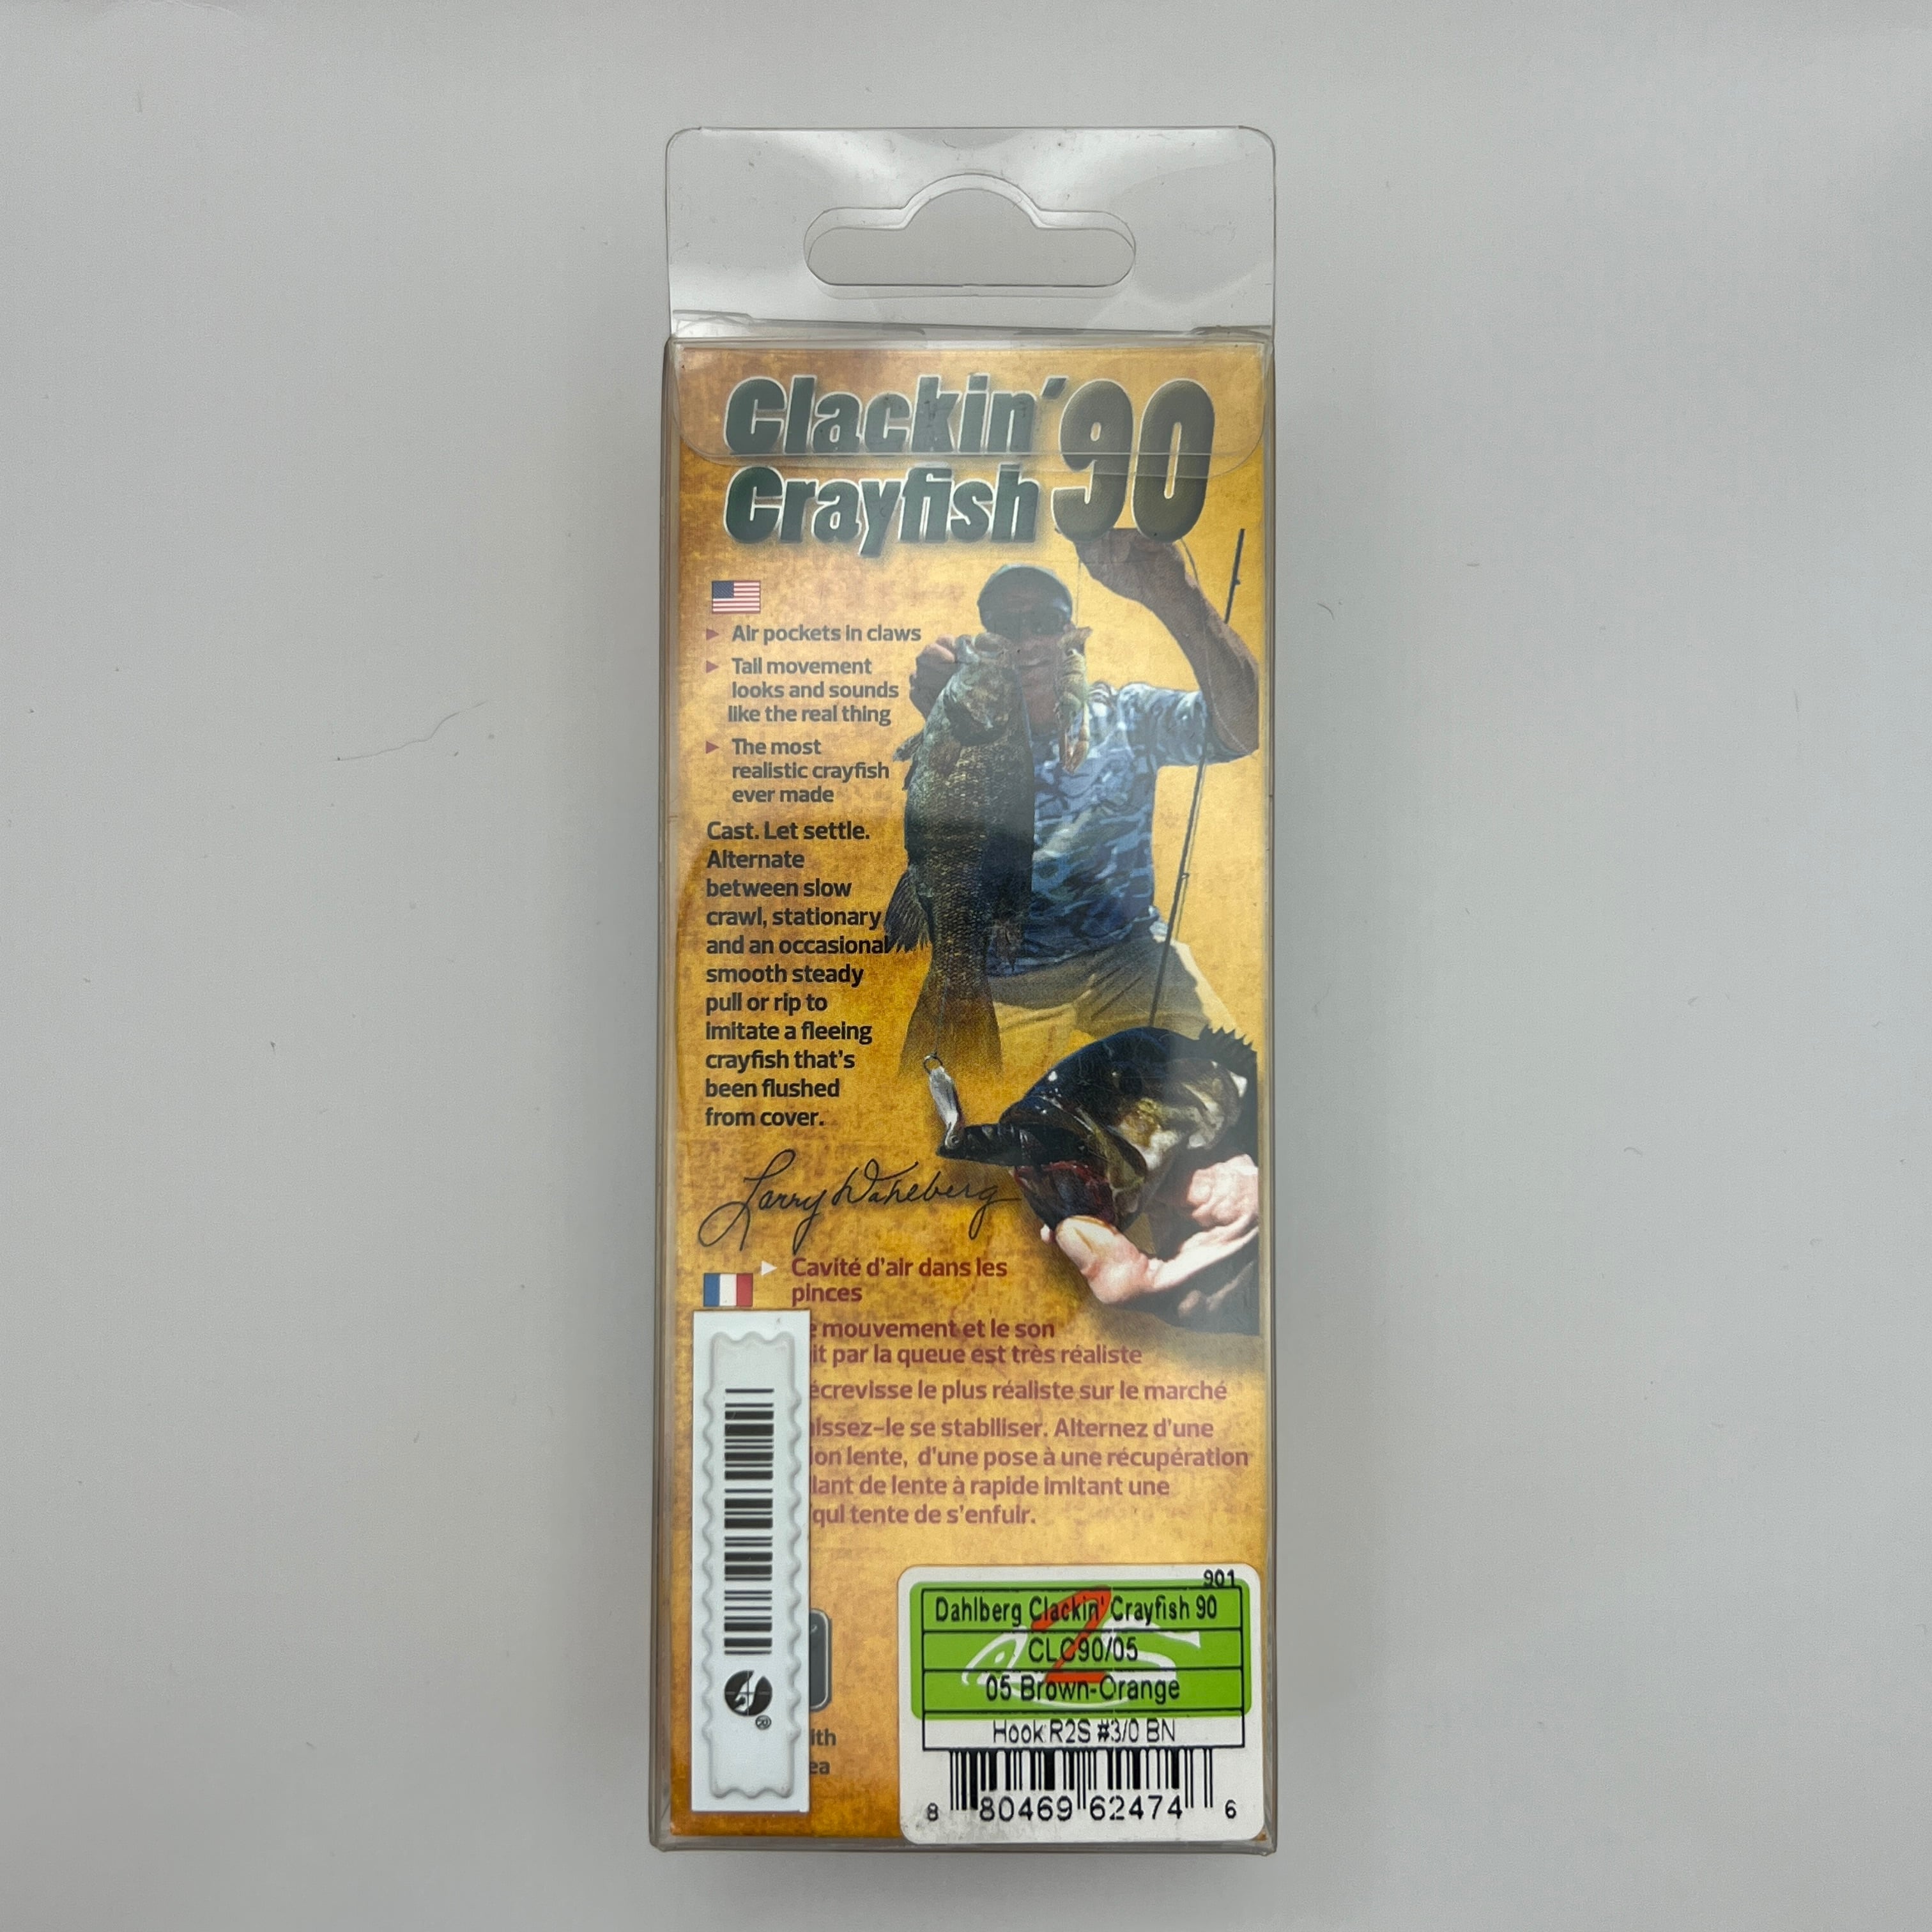 Clackin' 90
Crayfish
Air pockets in claws
Tail movement
looks and sounds
like the real thing
The most
realistic crayfish
ever made
Cast. Let settle.
Alternate
between slow
crawl, stationary
and an occasional
smooth steady
pull or rip to
imitate a fleeing
crayfish that's
been flushed
from cover.
Larry Dahlberg
Cavité d'air dans les
pinces
mouvement et le son
par la queue est très réaliste
écrevisse le plus réaliste sur le marché
se stabiliser. Alternez d'une
lente, d'une pose à une récupération
de lente à rapide imitant une
qui tente de s'enfuir.
901
Dahlberg Clackin' Crayfish 90
CLC90/05
05 Brown-Orange
Hook R2S #3/0 BN
8 80469 62474 6